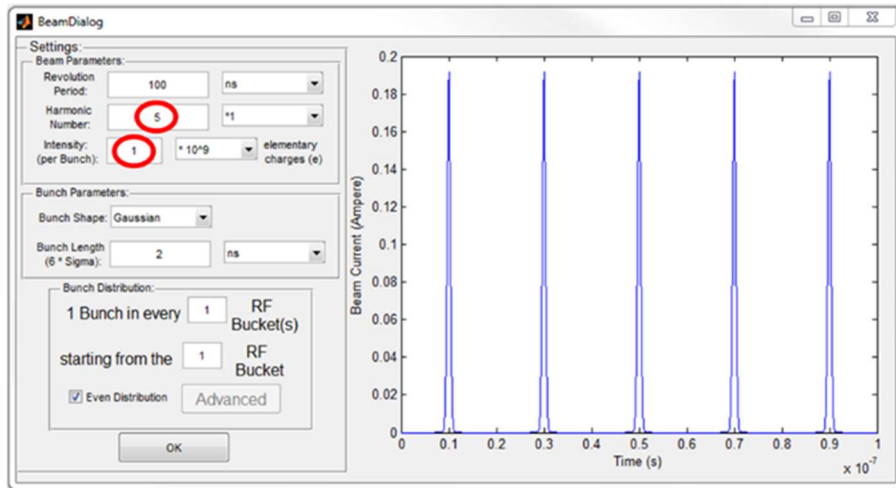 BeamDialog
Settings:
Beam Parameters:
Revolution
Period:
100
ns
Harmonic
Number:
5
*1
Intensity:
(per Bunch):
1
* 10^9
elementary
charges (e)
Bunch Parameters:
Bunch Shape:
Gaussian
Bunch Length
(6 * Sigma):
2
ns
Bunch Distribution:
1 Bunch in every 1 RF
Bucket(s)
starting from the 1 RF
Bucket
Even Distribution
Advanced
OK
Beam Current (Ampere)
0.2
0.18
0.16
0.14
0.12
0.1
0.08
0.06
0.04
0.02
0
0 0.1 0.2 0.3 0.4 0.5 0.6 0.7 0.8 0.9 1
Time (s)
x 10^-7